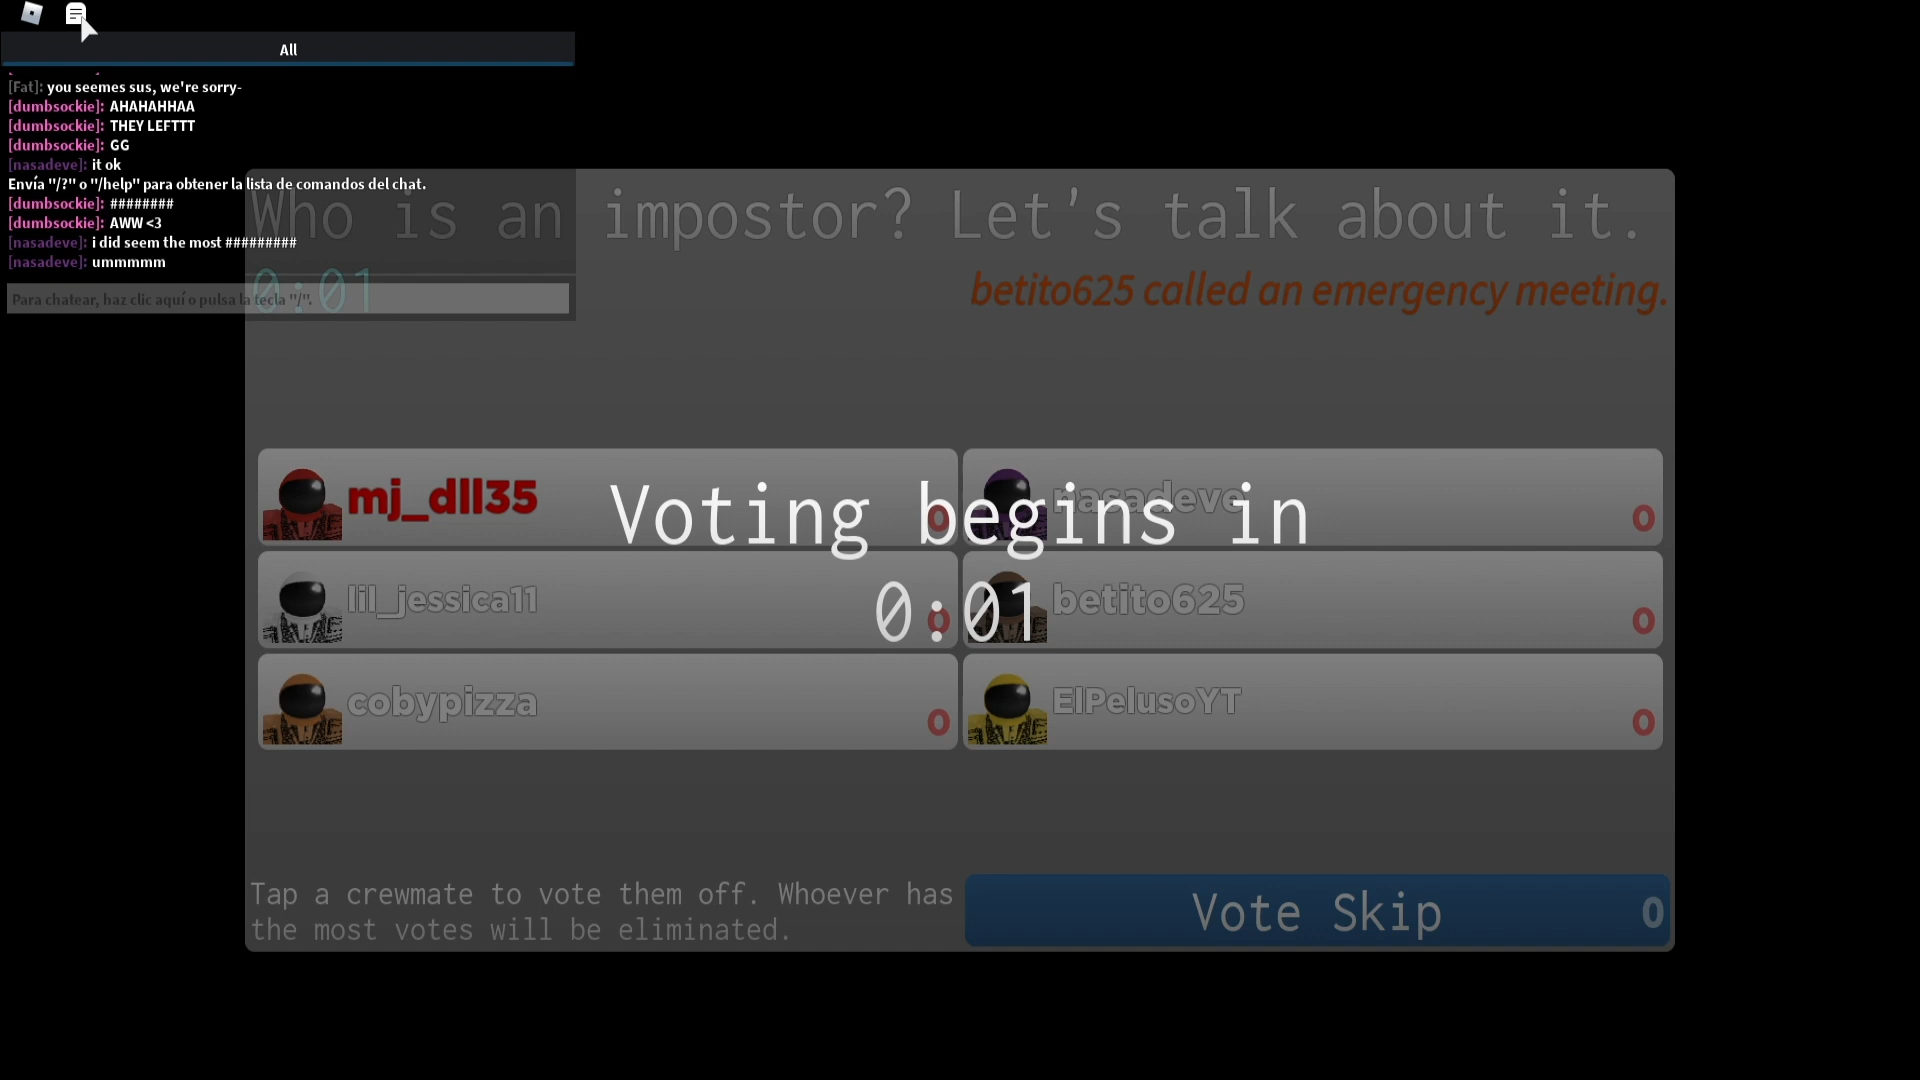 All
[Fat]: you seemes sus, we're sorry-
[dumbsockie]: AHAHAHHAA
[dumbsockie]: THEY LEFTTT
[dumbsockie]: GG
[nasadeve]: it ok
Envía "/?" o "/help" para obtener la lista de comandos del chat.
[dumbsockie]: ########
[dumbsockie]: AWW <3
[nasadeve]: i did seem the most #########
[nasadeve]: ummmmm
Para chatear, haz clic aquí o pulsa la tecla "/".
Who is an impostor? Let's talk about it.
0:01
betito625 called an emergency meeting.
mj_dll35 0
nasadeve 0
Voting begins in
0:01
lil_jessica11 0
betito625 0
cobypizza 0
ElPelusoYT 0
Tap a crewmate to vote them off. Whoever has
the most votes will be eliminated.
Vote Skip 0